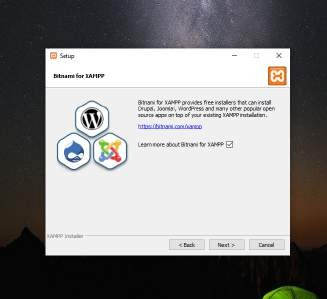 Setup
Bitnami for XAMPP
Bitnami for XAMPP provides free installers that can install
Drupal, Joomla!, WordPress and many other popular open
source apps on top of your existing XAMPP installation.
https://bitnami.com/xampp
Learn more about Bitnami for XAMPP
XAMPP Installer
< Back
Next >
Cancel